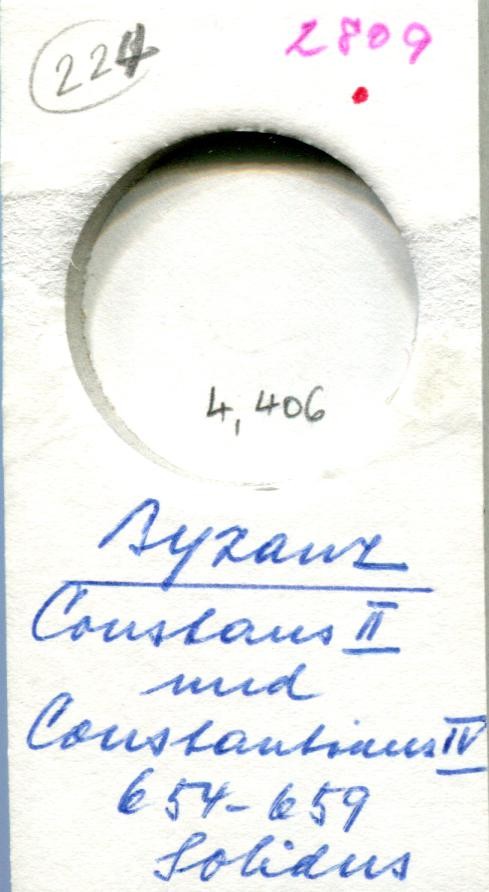 224 2809
4,406
Byzanz
Constans II
und
Constantinus IV
654-659
Solidus